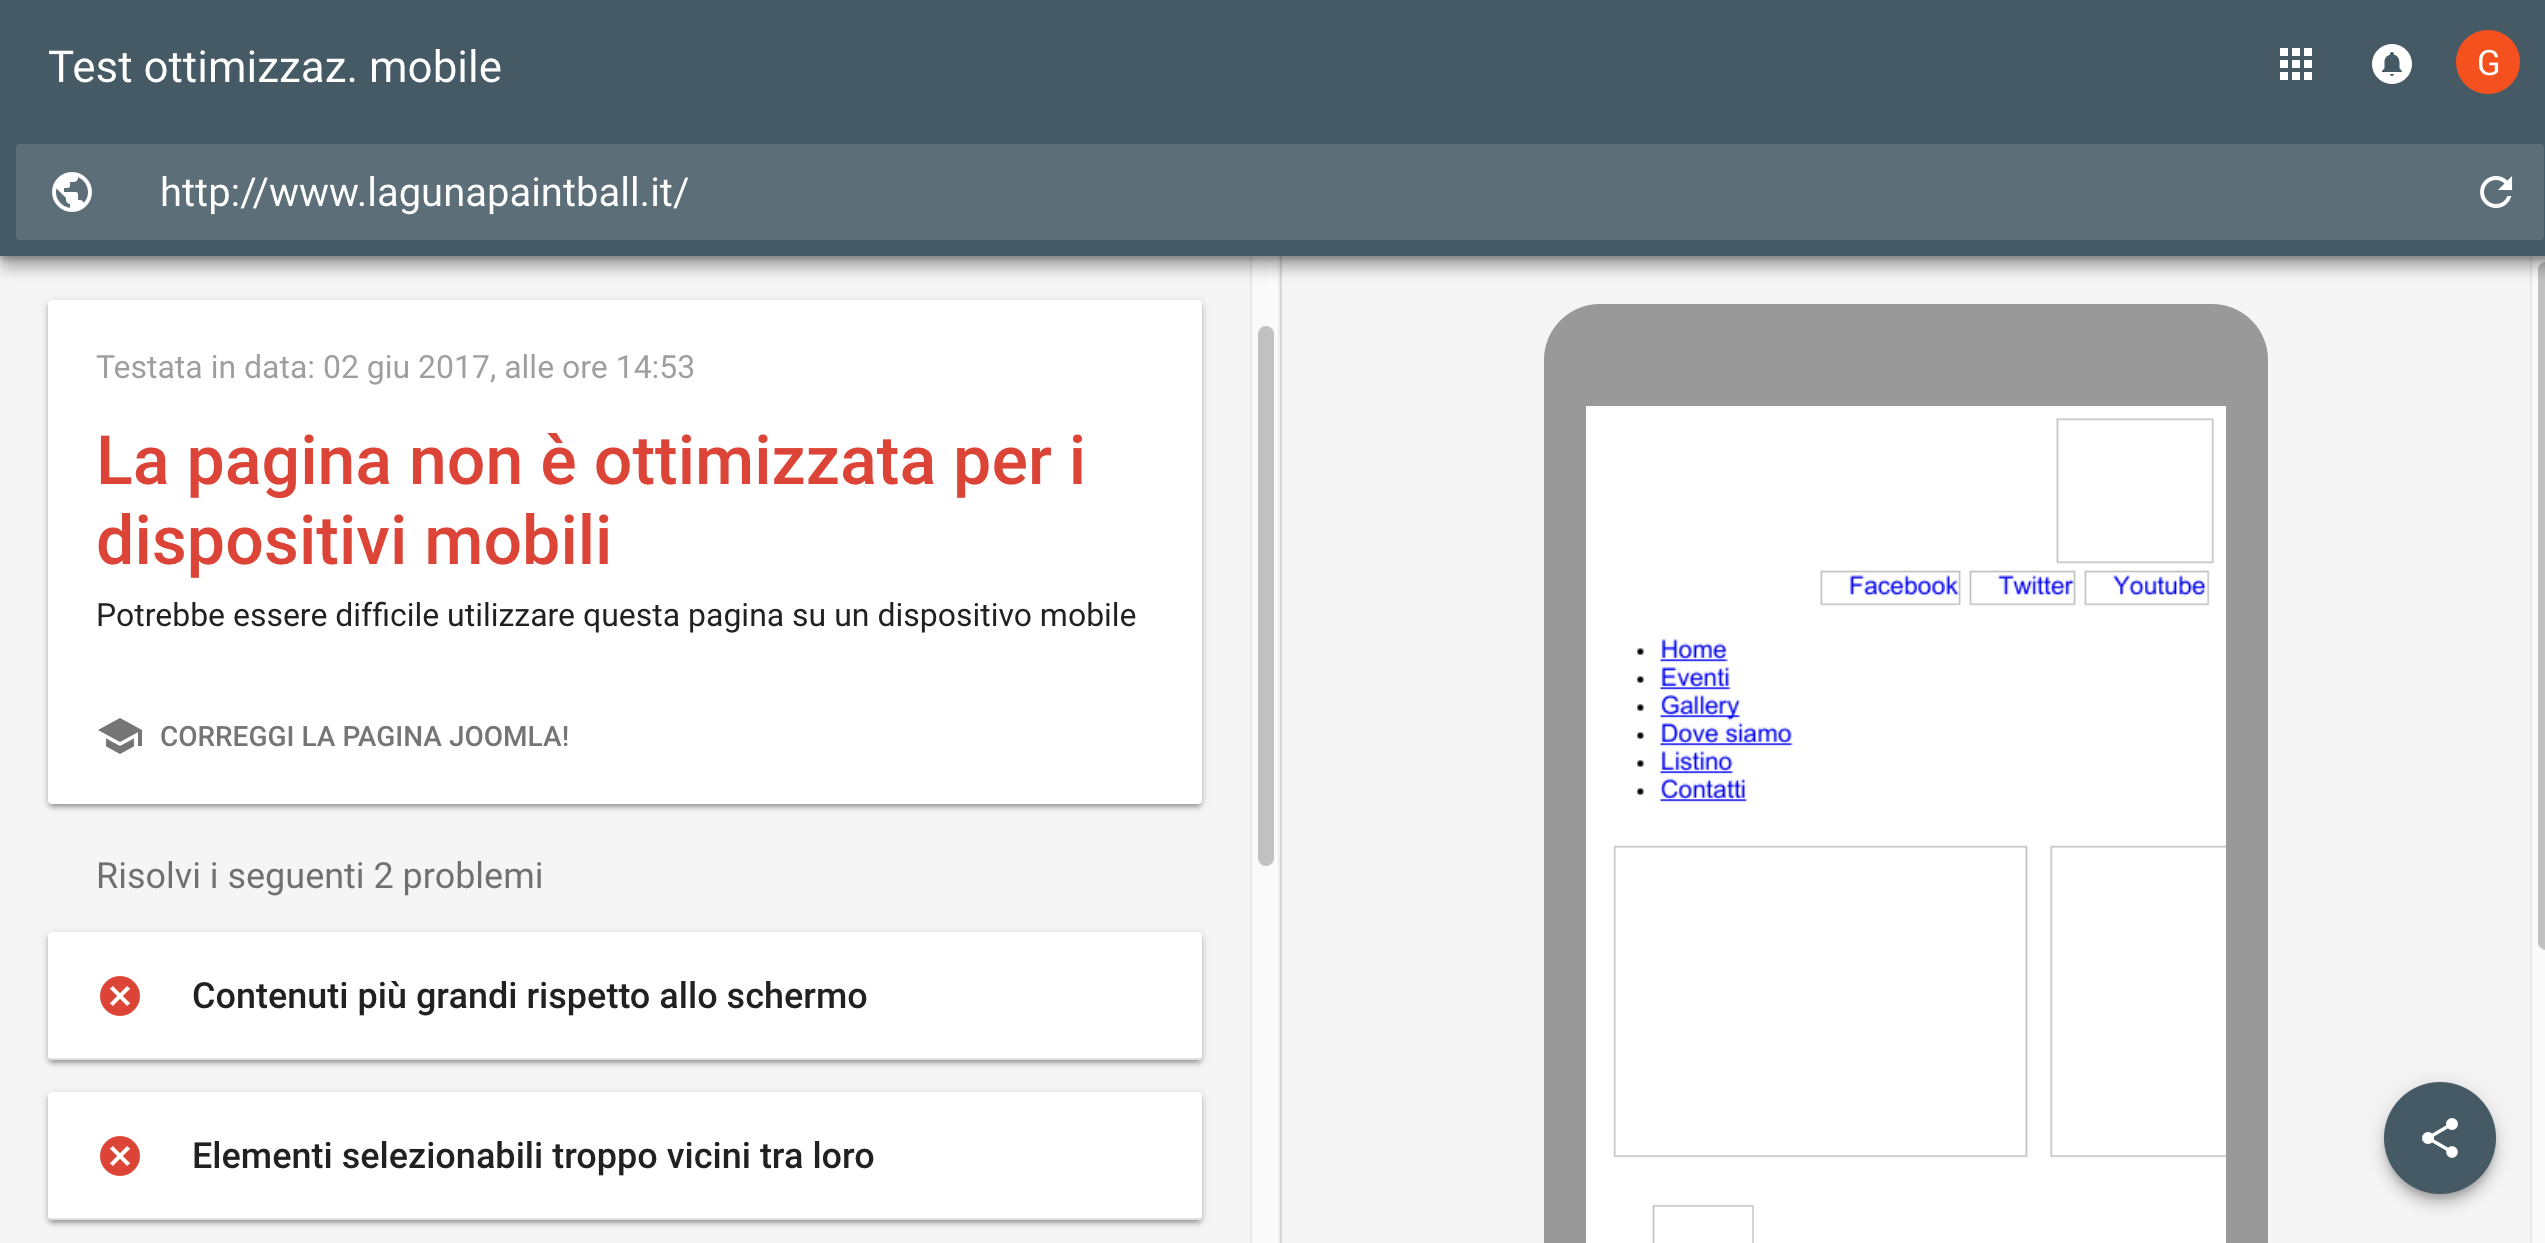 Test ottimizzaz. mobile
G
http://www.lagunapaintball.it/
Testata in data: 02 giu 2017, alle ore 14:53
La pagina non è ottimizzata per i
dispositivi mobili
Potrebbe essere difficile utilizzare questa pagina su un dispositivo mobile
CORREGGI LA PAGINA JOOMLA!
Risolvi i seguenti 2 problemi
Contenuti più grandi rispetto allo schermo
Elementi selezionabili troppo vicini tra loro
Facebook Twitter Youtube
Home
Eventi
Gallery
Dove siamo
Listino
Contatti